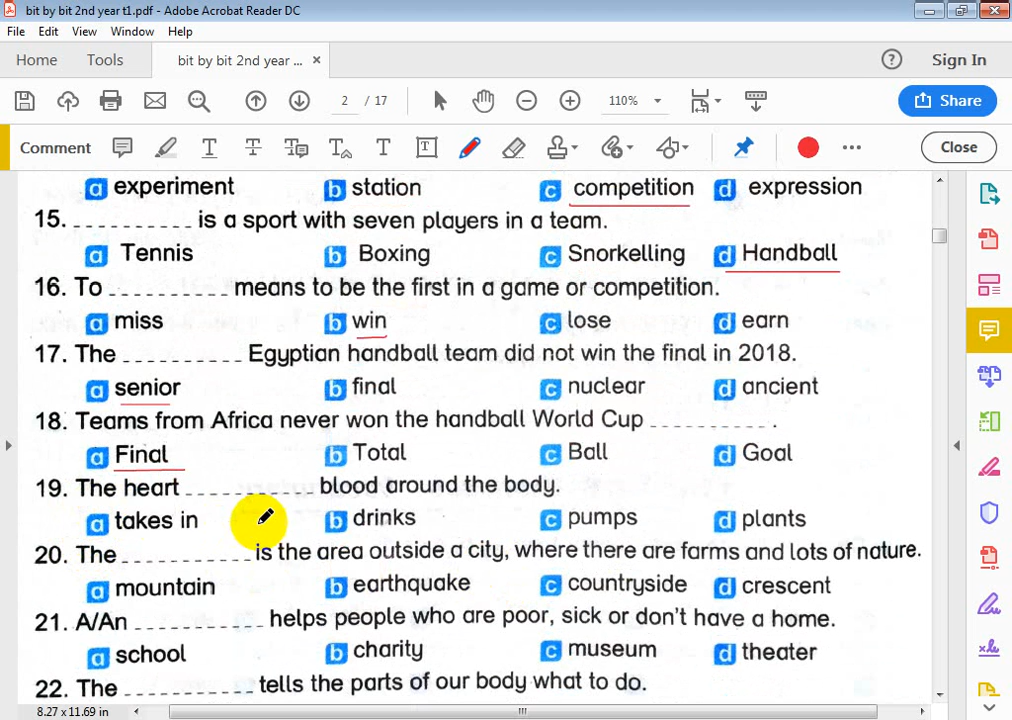 bit by bit 2nd year t1.pdf - Adobe Acrobat Reader DC
File Edit View Window Help
Home Tools bit by bit 2nd year ... × Sign In
2 / 17 110% Share
Comment Close
a experiment b station c competition d expression
15. __________ is a sport with seven players in a team.
a Tennis b Boxing c Snorkelling d Handball
16. To __________ means to be the first in a game or competition.
a miss b win c lose d earn
17. The __________ Egyptian handball team did not win the final in 2018.
a senior b final c nuclear d ancient
18. Teams from Africa never won the handball World Cup __________ .
a Final b Total c Ball d Goal
19. The heart __________ blood around the body.
a takes in b drinks c pumps d plants
20. The __________ is the area outside a city, where there are farms and lots of nature.
a mountain b earthquake c countryside d crescent
21. A/An __________ helps people who are poor, sick or don't have a home.
a school b charity c museum d theater
22. The __________ tells the parts of our body what to do.
8.27 x 11.69 in